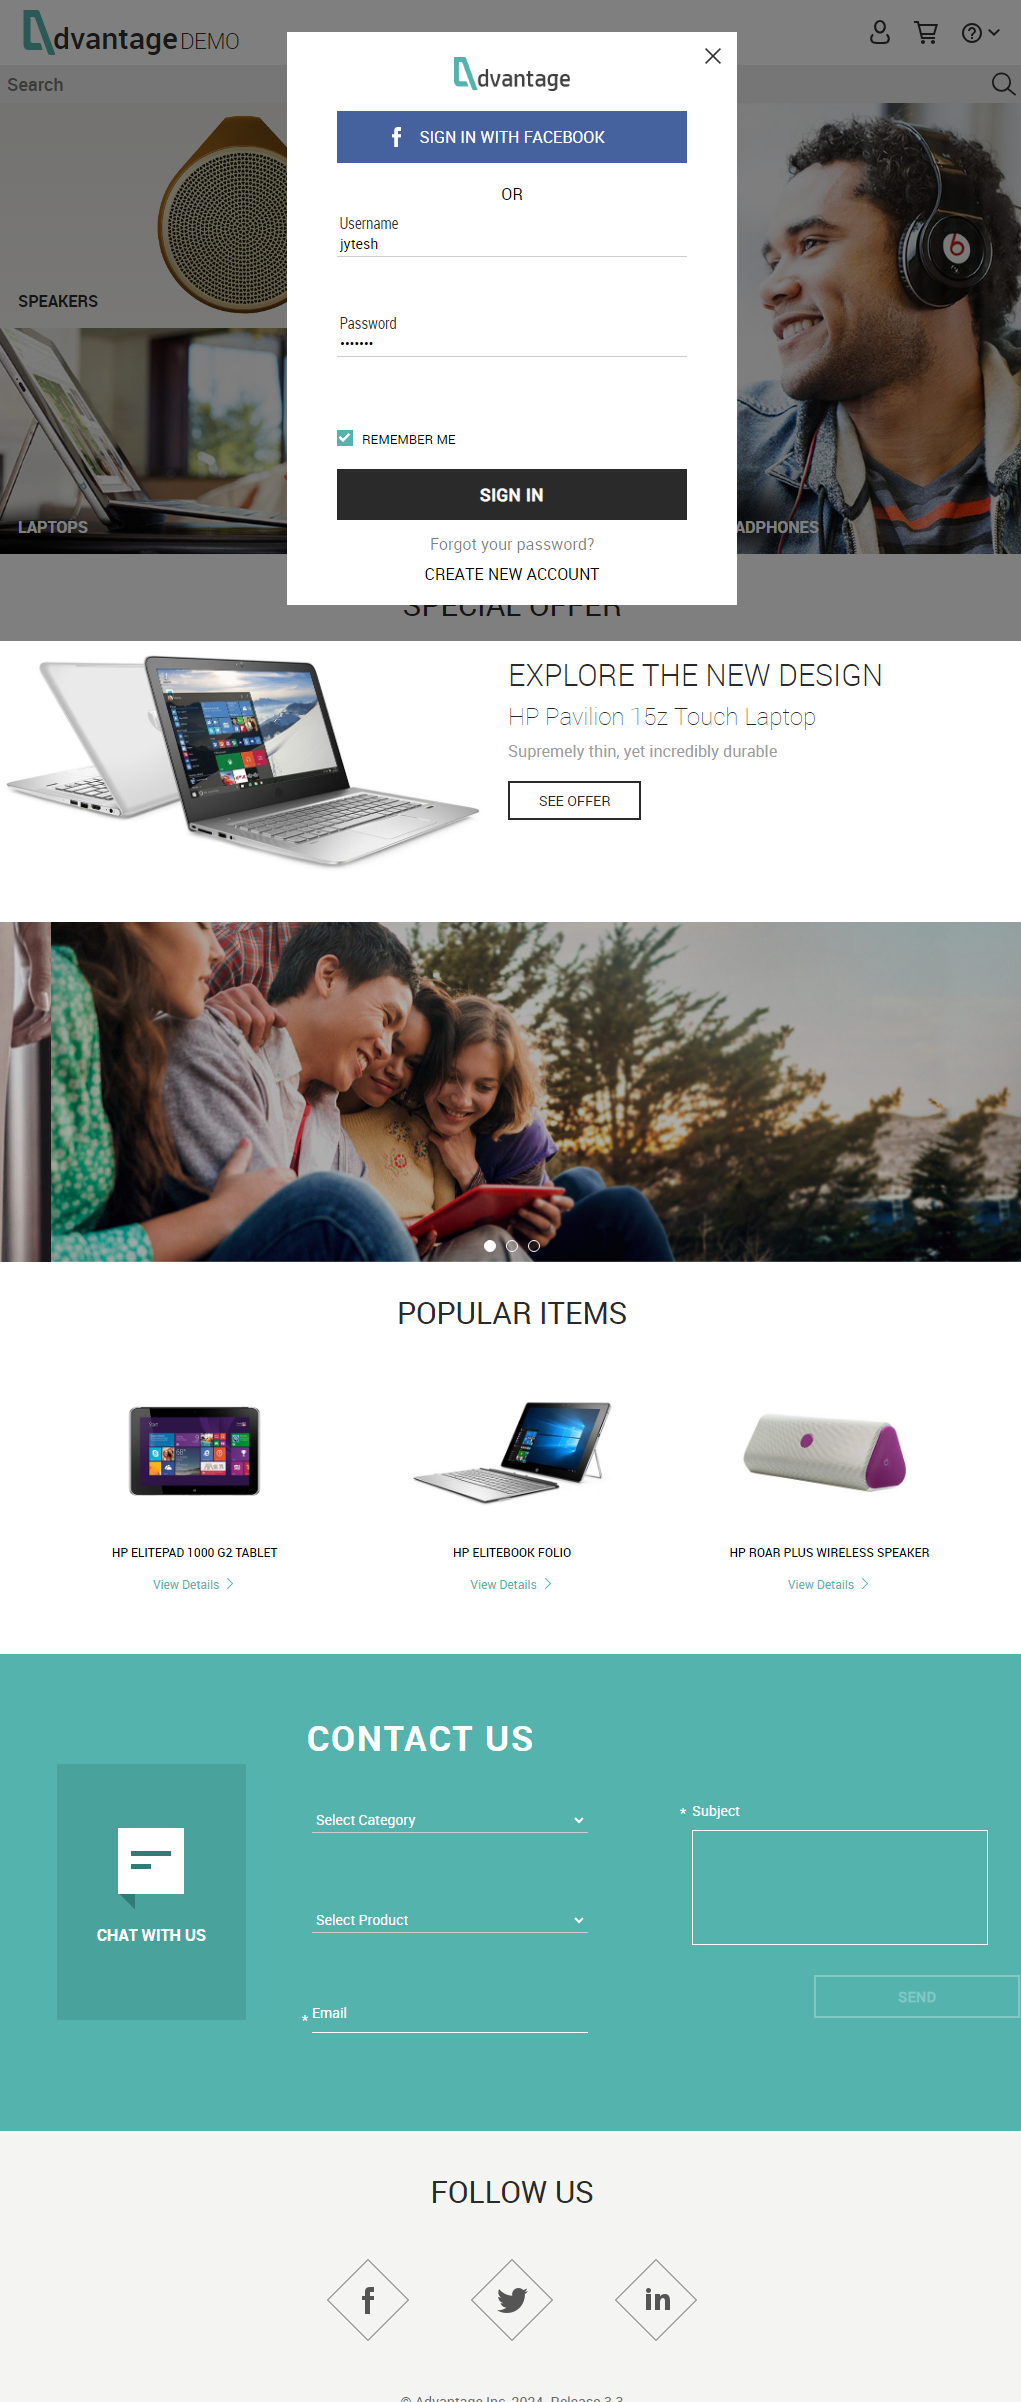 dvantage DEMO
Search
dvantage
SIGN IN WITH FACEBOOK
OR
Username
jytesh
Password
•••••••
REMEMBER ME
SIGN IN
Forgot your password?
CREATE NEW ACCOUNT
SPEAKERS
LAPTOPS
ADPHONES
SPECIAL OFFER
EXPLORE THE NEW DESIGN
HP Pavilion 15z Touch Laptop
Supremely thin, yet incredibly durable
SEE OFFER
POPULAR ITEMS
HP ELITEPAD 1000 G2 TABLET
View Details
HP ELITEBOOK FOLIO
View Details
HP ROAR PLUS WIRELESS SPEAKER
View Details
CONTACT US
CHAT WITH US
Select Category
Select Product
* Email
* Subject
SEND
FOLLOW US
© Advantage Inc. 2024. Release 3.3